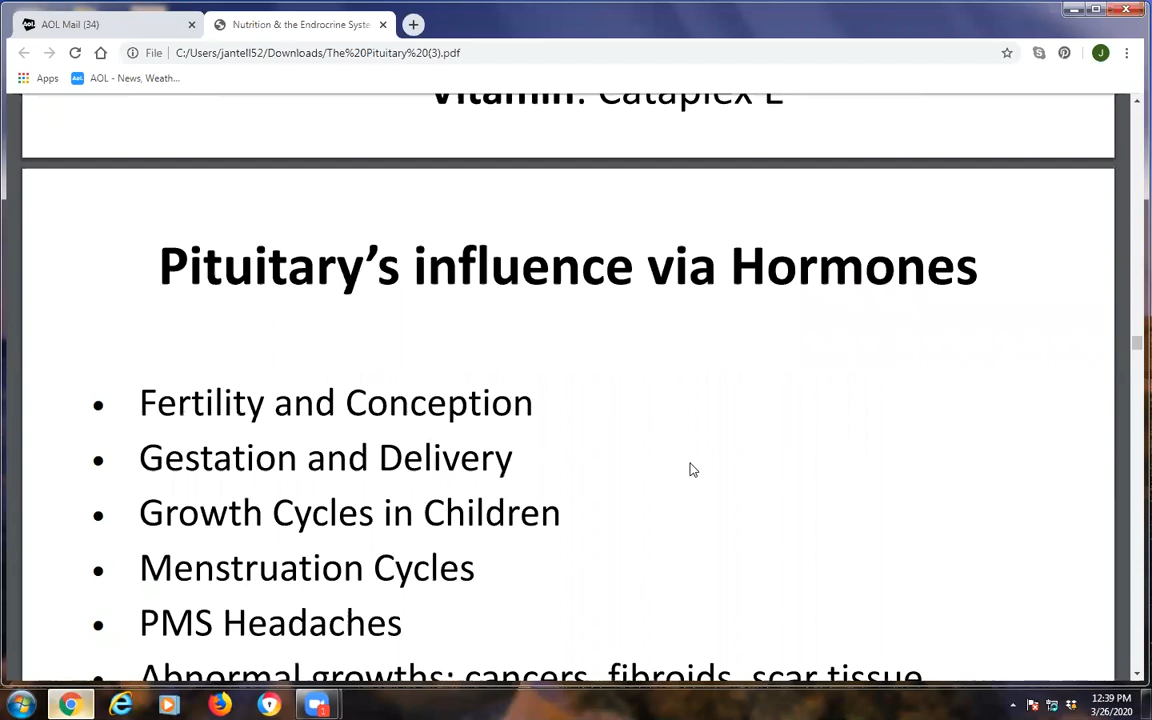 AOL Mail (34)
Nutrition & the Endocrine Syste
File
C:/Users/jantell52/Downloads/The%20Pituitary%20(3).pdf
J
Apps
AOL - News, Weath...
Vitamin: Cataplex E
Pituitary's influence via Hormones
• Fertility and Conception
• Gestation and Delivery
• Growth Cycles in Children
• Menstruation Cycles
• PMS Headaches
• Abnormal growths: cancers, fibroids, scar tissue
12:39 PM
3/26/2020